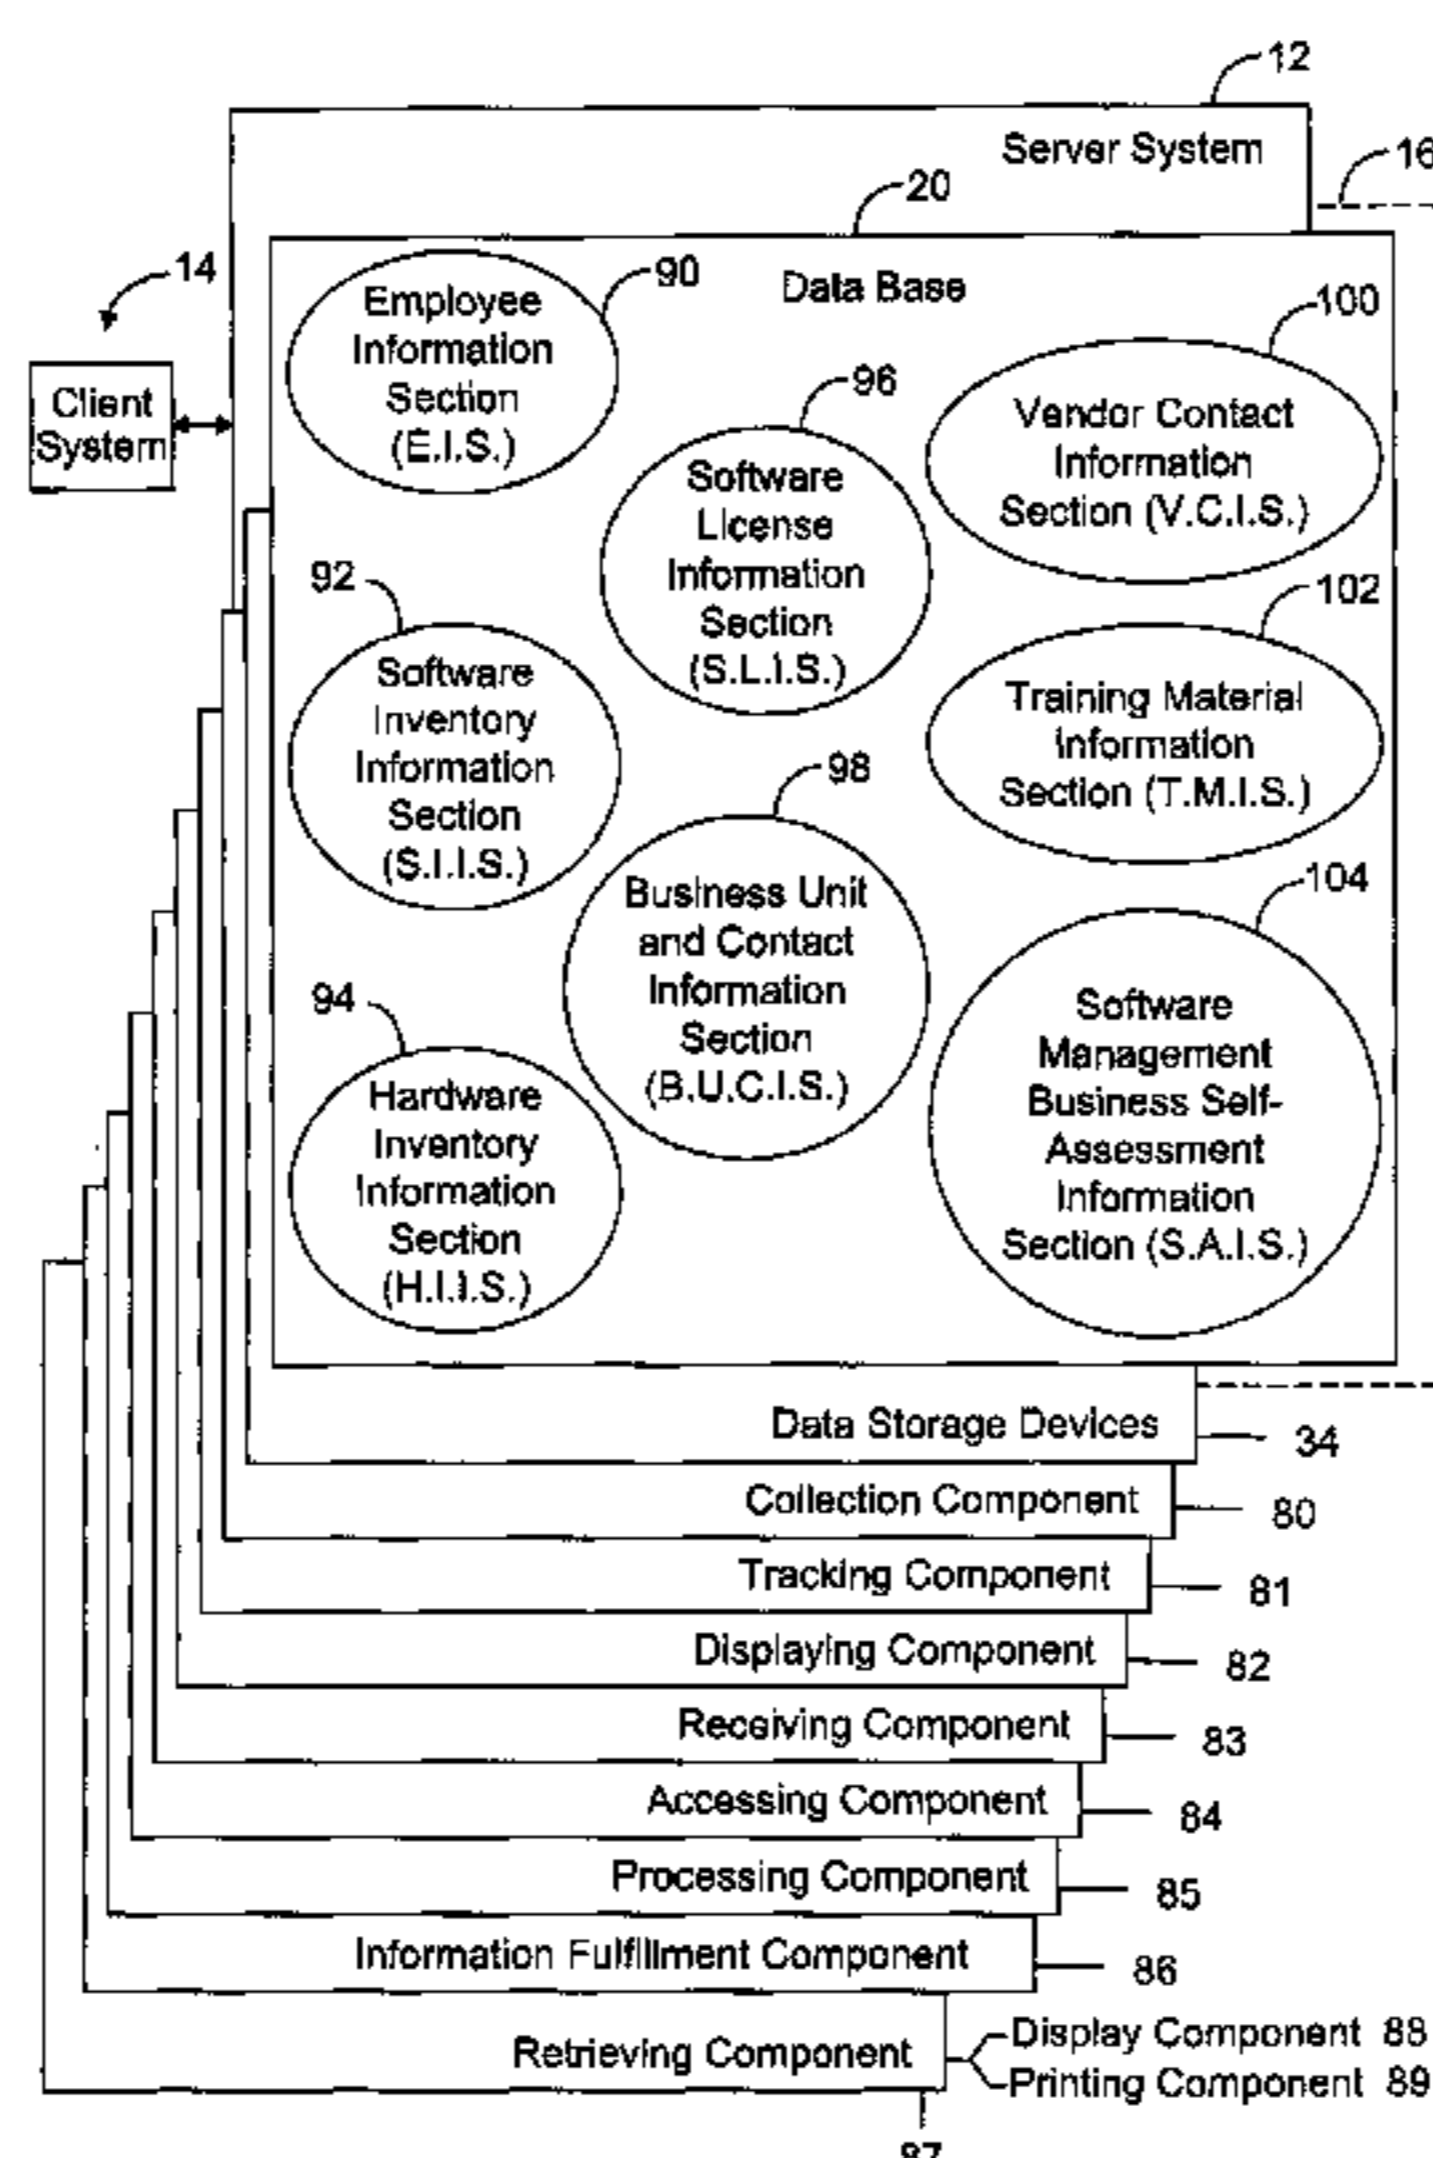 12
Server System
16
20
14
Data Base
90
Employee
Information
Section
(E.I.S.)
100
Client
System
96
Vendor Contact
Information
Section (V.C.I.S.)
Software
License
Information
Section
(S.L.I.S.)
92
102
Software
Inventory
Information
Section
(S.I.I.S.)
Training Material
Information
Section (T.M.I.S.)
98
Business Unit
and Contact
Information
Section
(B.U.C.I.S.)
104
94
Software
Management
Business Self-
Assessment
Information
Section (S.A.I.S.)
Hardware
Inventory
Information
Section
(H.I.I.S.)
Data Storage Devices
34
Collection Component
80
Tracking Component
81
Displaying Component
82
Receiving Component
83
Accessing Component
84
Processing Component
85
Information Fulfillment Component
86
Retrieving Component
Display Component 88
Printing Component 89
87